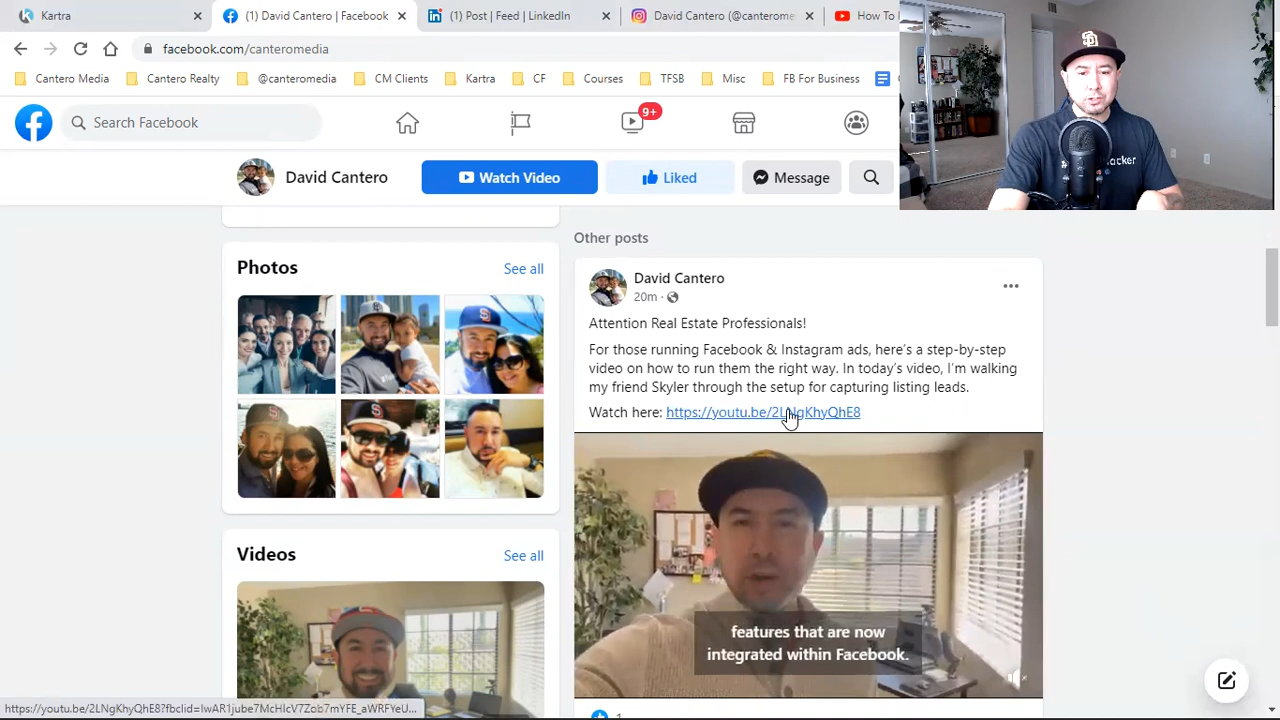 Kartra
(1) David Cantero | Facebook
(1) Post | Feed | LinkedIn
David Cantero (@canterome
How To
facebook.com/canteromedia
Cantero Media
Cantero Realty
@canteromedia
CM Clients
Kartra
CF
Courses
TFSB
Misc
FB For Business
Search Facebook
9+
David Cantero
Watch Video
Liked
Message
Other posts
Photos
See all
David Cantero
20m
Attention Real Estate Professionals!
For those running Facebook & Instagram ads, here's a step-by-step
video on how to run them the right way. In today's video, I'm walking
my friend Skyler through the setup for capturing listing leads.
Watch here: https://youtu.be/2LNgKhyQhE8
features that are now
integrated within Facebook.
Videos
See all
1